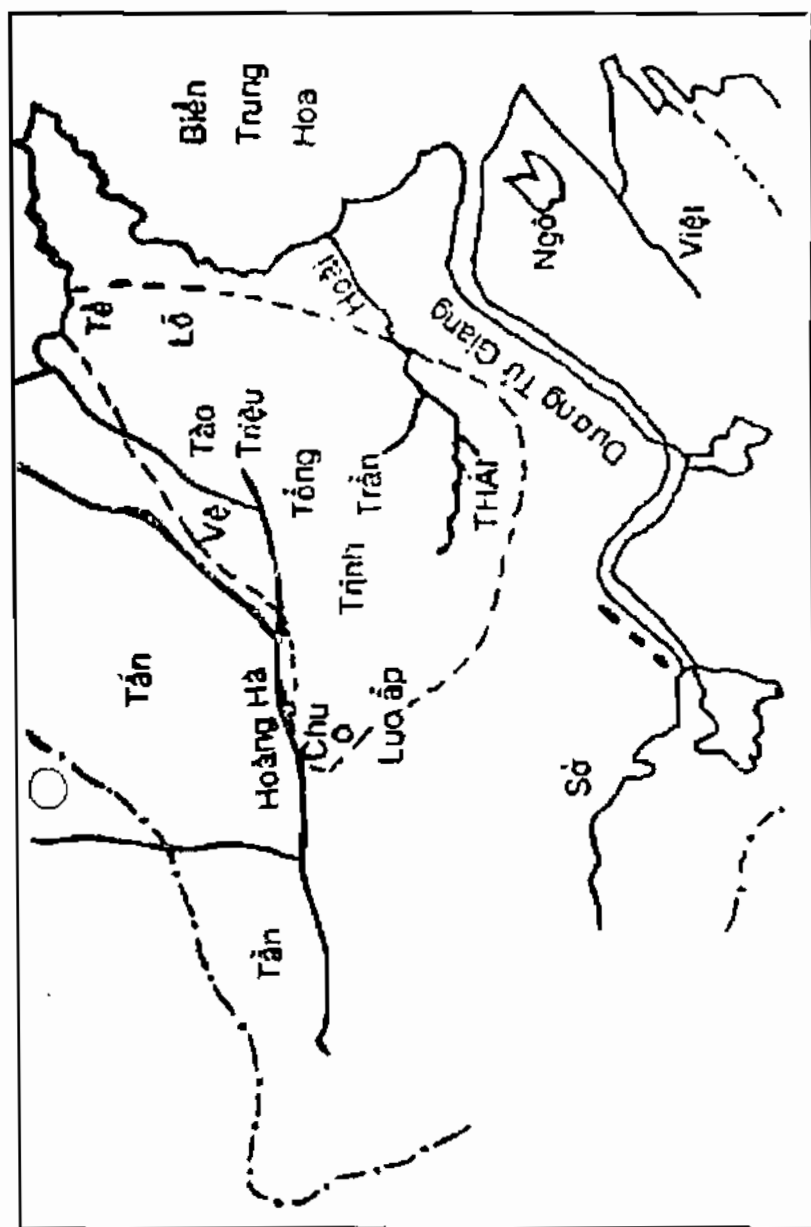 Biển
Trung
Hoa
Tề
Lỗ
Tào
Triệu
Vệ
Tống
Trần
Trịnh
THÁI
Hoài
Dương Tử Giang
Ngô
Việt
Tấn
Hoàng Hà
Chu
Lạc ấp
Tần
Sở